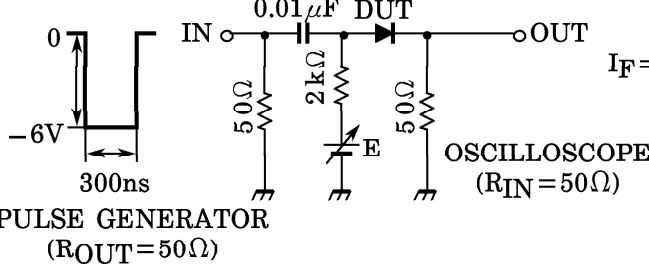 0.01μF DUT
0 IN OUT
IF=
50Ω 2kΩ 50Ω
−6V
E
300ns
OSCILLOSCOPE
(RIN=50Ω)
PULSE GENERATOR
(ROUT=50Ω)